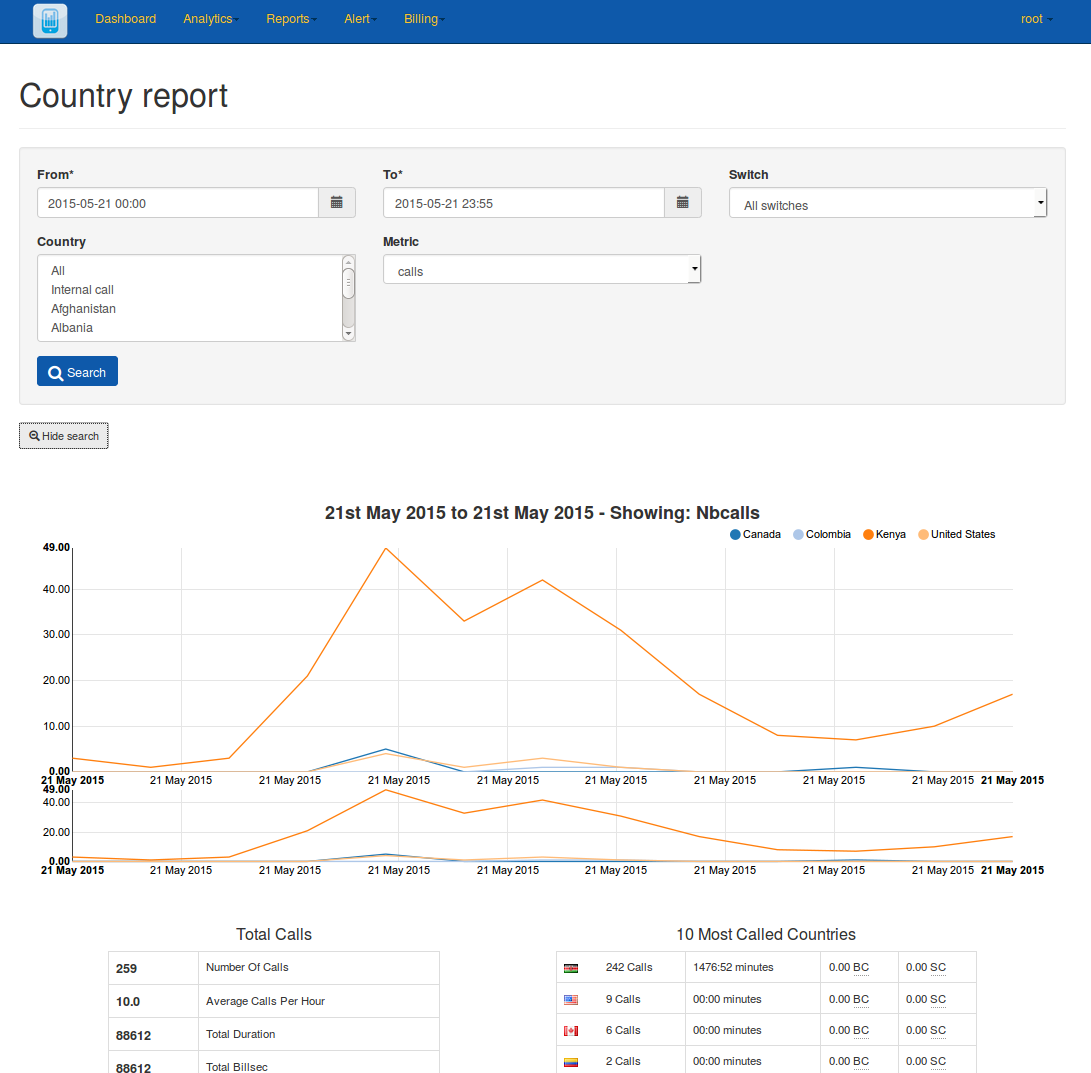 Dashboard Analytics Reports Alert Billing root
Country report
From* To* Switch
2015-05-21 00:00 2015-05-21 23:55 All switches
Country Metric
All calls
Internal call
Afghanistan
Albania
Search
Hide search
21st May 2015 to 21st May 2015 - Showing: Nbcalls
Canada Colombia Kenya United States
49.00
40.00
30.00
20.00
10.00
0.00
21 May 2015 21 May 2015 21 May 2015 21 May 2015 21 May 2015 21 May 2015 21 May 2015 21 May 2015 21 May 2015 21 May 2015
49.00
40.00
20.00
0.00
21 May 2015 21 May 2015 21 May 2015 21 May 2015 21 May 2015 21 May 2015 21 May 2015 21 May 2015 21 May 2015 21 May 2015
Total Calls
259 Number Of Calls
10.0 Average Calls Per Hour
88612 Total Duration
88612 Total Billsec
10 Most Called Countries
242 Calls 1476:52 minutes 0.00 BC 0.00 SC
9 Calls 00:00 minutes 0.00 BC 0.00 SC
6 Calls 00:00 minutes 0.00 BC 0.00 SC
2 Calls 00:00 minutes 0.00 BC 0.00 SC